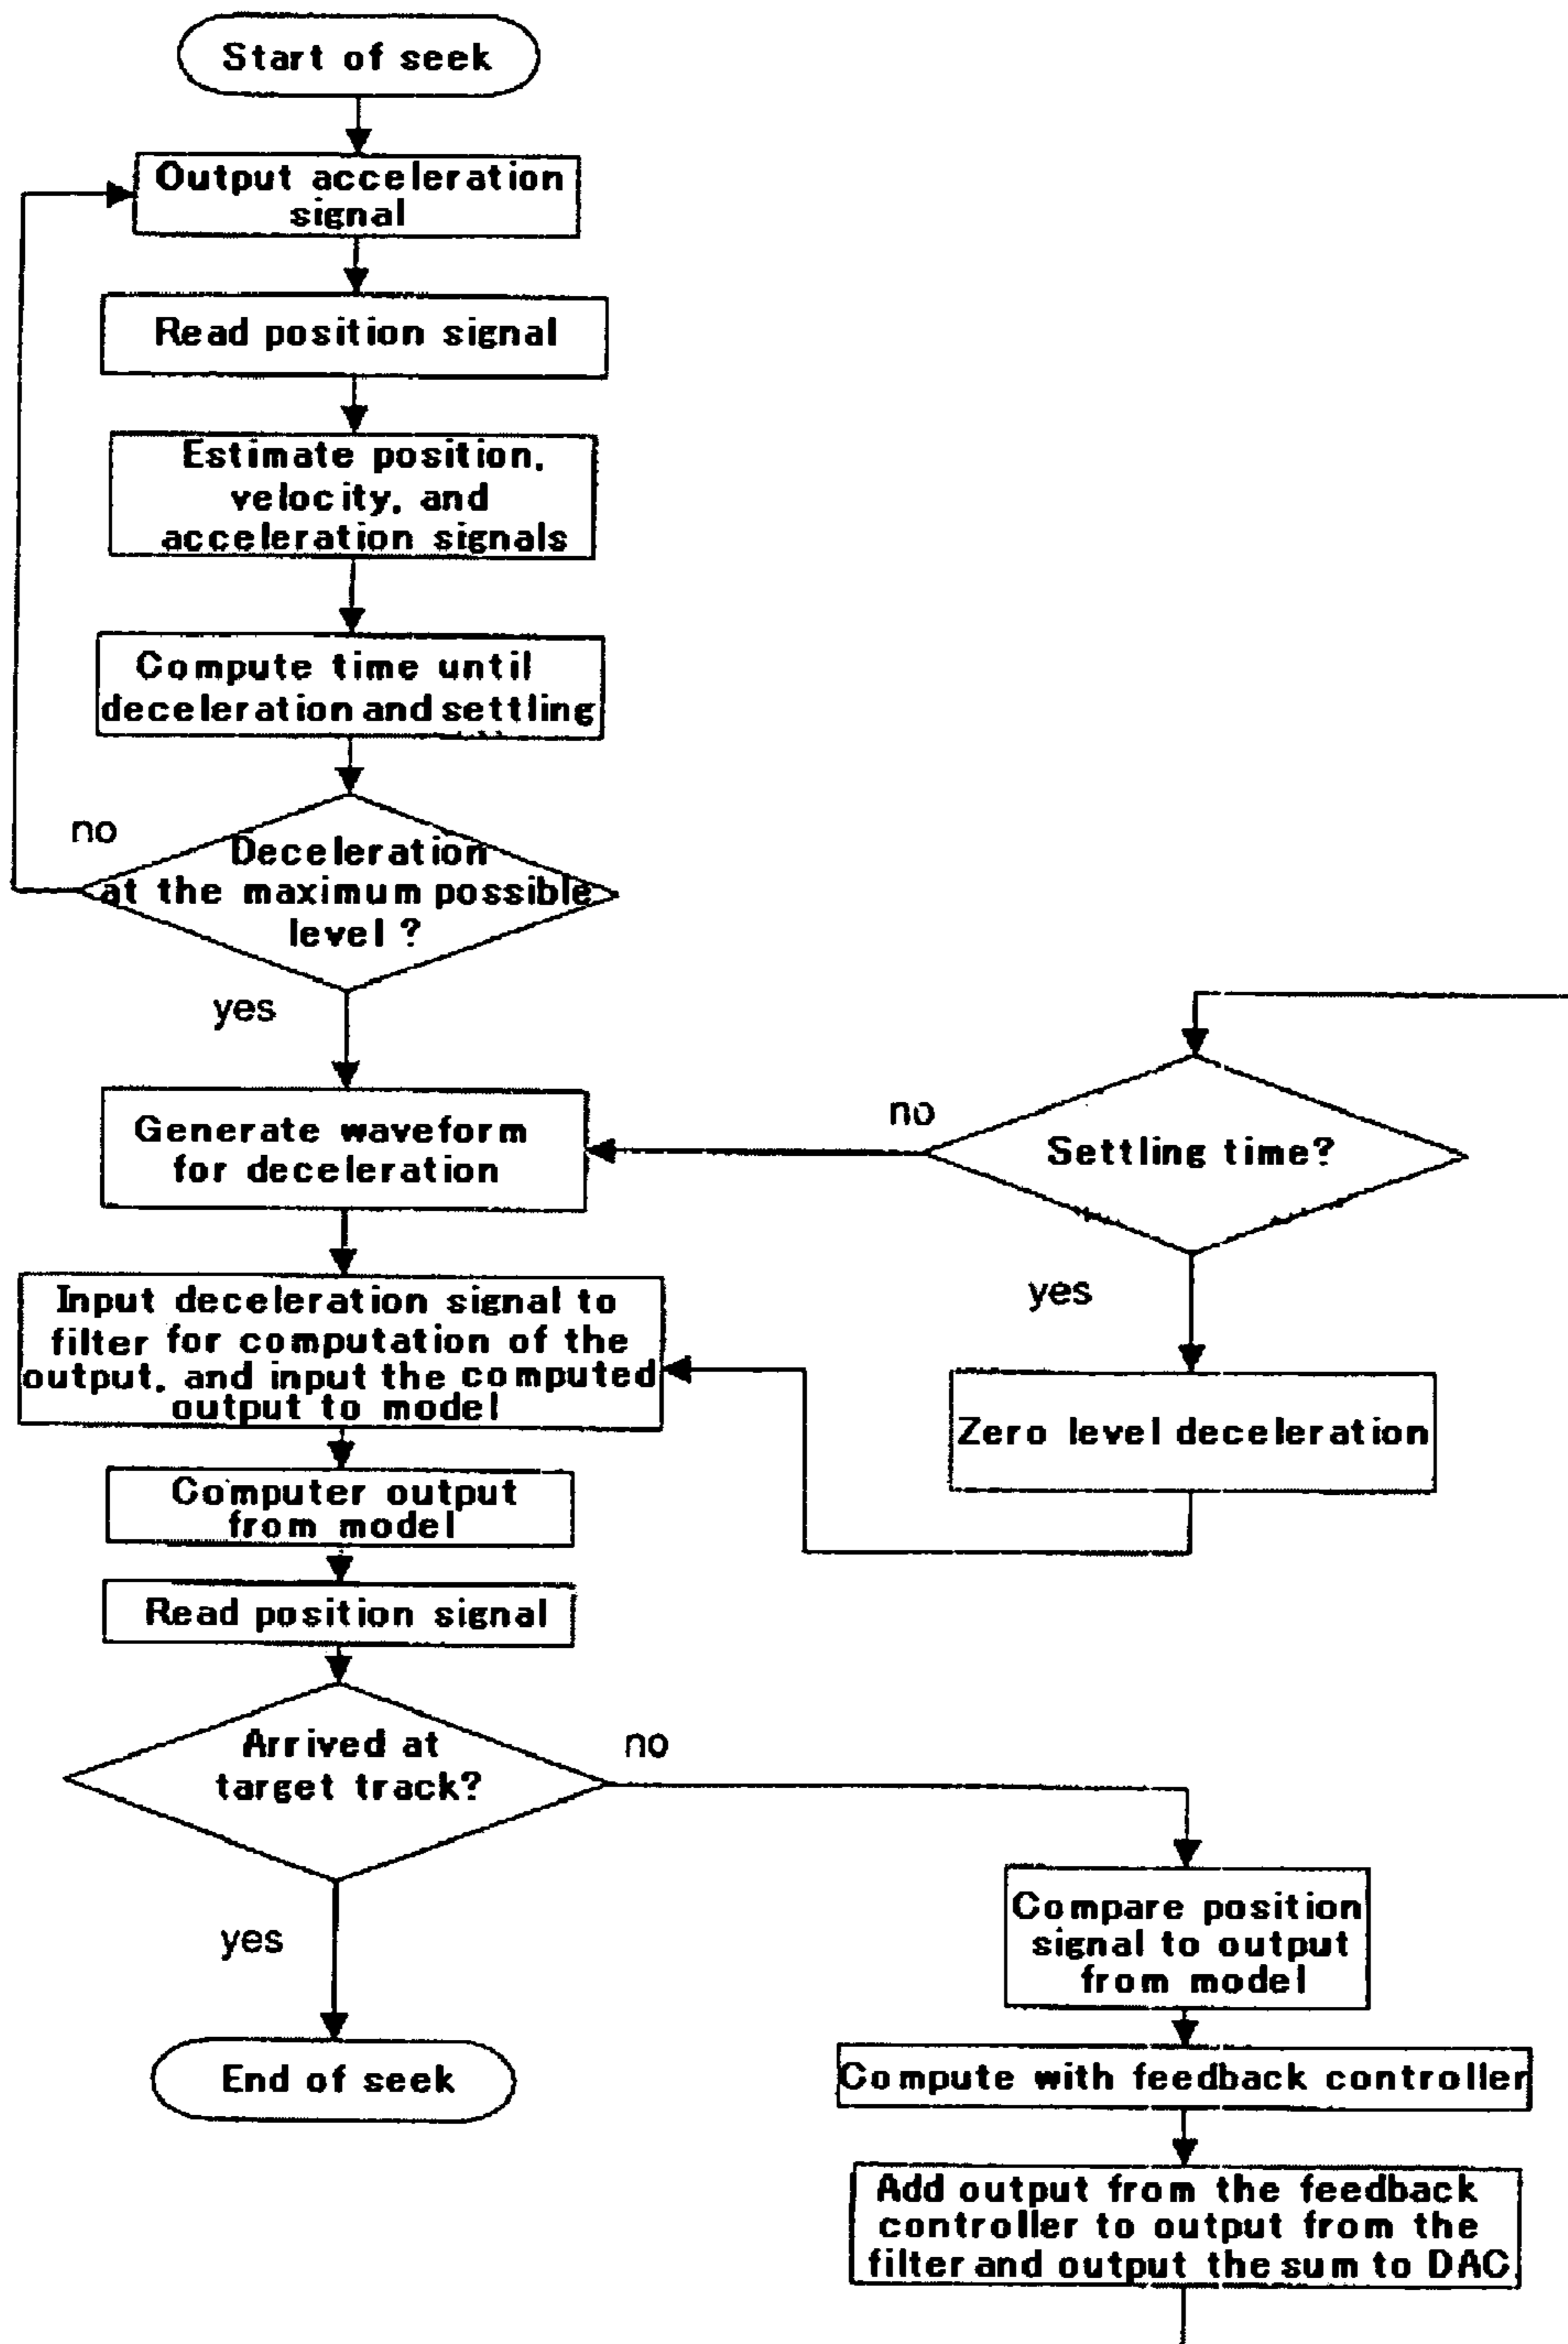 Start of seek
Output acceleration
signal
Read position signal
Estimate position,
velocity, and
acceleration signals
Compute time until
deceleration and settling
no
Deceleration
at the maximum possible
level ?
yes
Generate waveform
for deceleration
no
Settling time?
yes
Input deceleration signal to
filter for computation of the
output, and input the computed
output to model
Zero level deceleration
Computer output
from model
Read position signal
Arrived at
target track?
no
yes
Compare position
signal to output
from model
End of seek
Compute with feedback controller
Add output from the feedback
controller to output from the
filter and output the sum to DAC